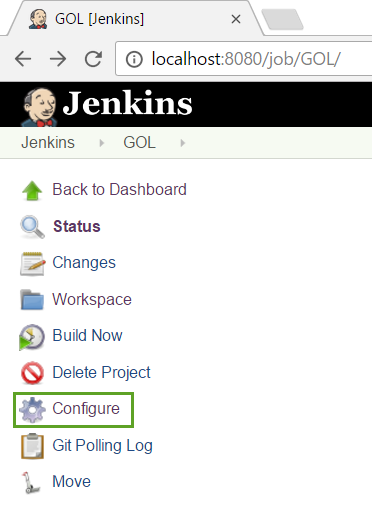 GOL [Jenkins]
localhost:8080/job/GOL/
Jenkins
Jenkins GOL
Back to Dashboard
Status
Changes
Workspace
Build Now
Delete Project
Configure
Git Polling Log
Move